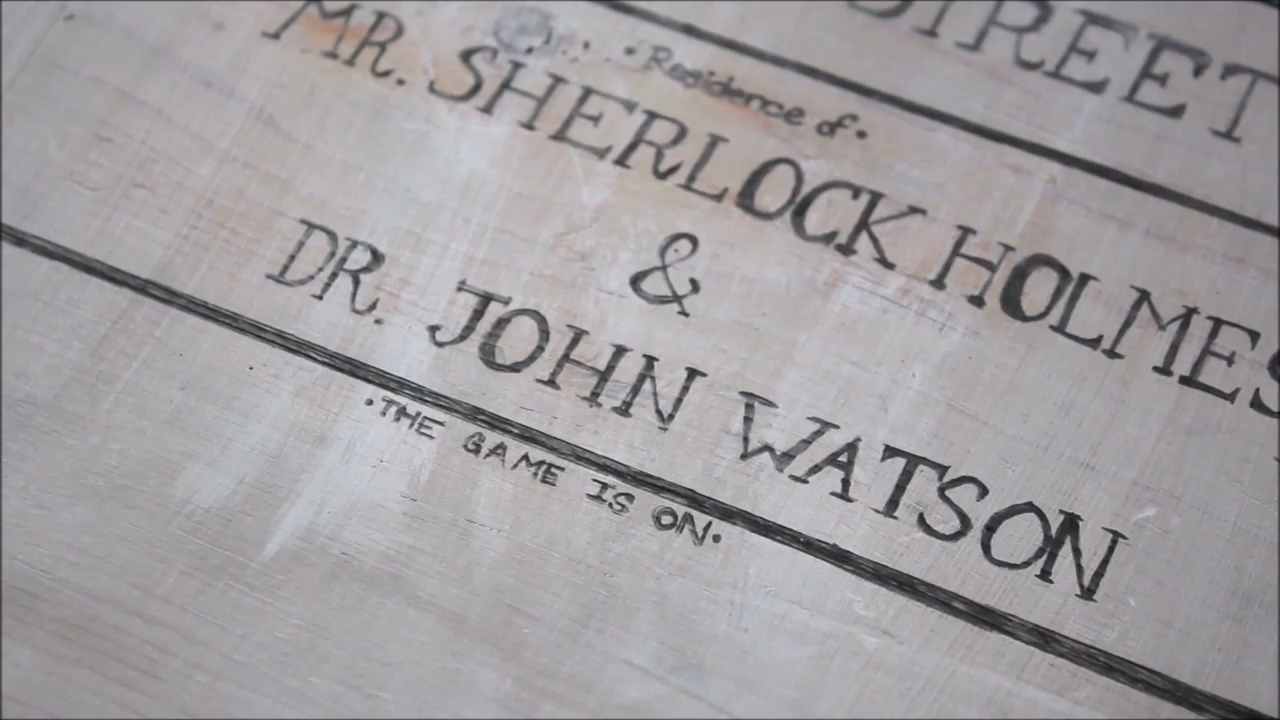 STREET
·Residence of·
MR. SHERLOCK HOLMES
&
DR. JOHN WATSON
·THE GAME IS ON·